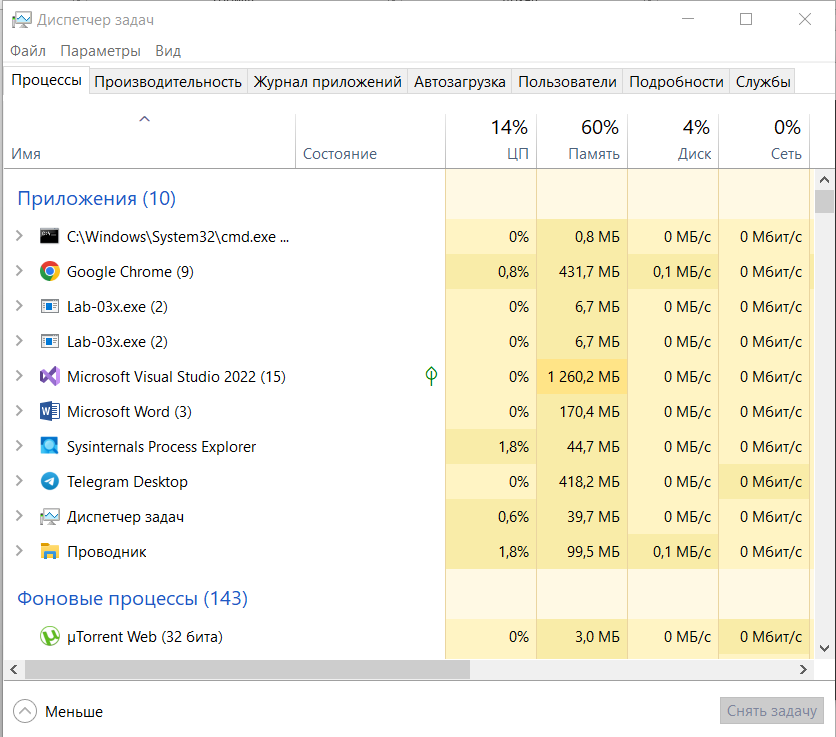 Диспетчер задач
Файл Параметры Вид
Процессы Производительность Журнал приложений Автозагрузка Пользователи Подробности Службы
14% 60% 4% 0%
Имя Состояние ЦП Память Диск Сеть
Приложения (10)
C:\Windows\System32\cmd.exe ... 0% 0,8 МБ 0 МБ/с 0 Мбит/с
Google Chrome (9) 0,8% 431,7 МБ 0,1 МБ/с 0 Мбит/с
Lab-03x.exe (2) 0% 6,7 МБ 0 МБ/с 0 Мбит/с
Lab-03x.exe (2) 0% 6,7 МБ 0 МБ/с 0 Мбит/с
Microsoft Visual Studio 2022 (15) 0% 1 260,2 МБ 0 МБ/с 0 Мбит/с
Microsoft Word (3) 0% 170,4 МБ 0 МБ/с 0 Мбит/с
Sysinternals Process Explorer 1,8% 44,7 МБ 0 МБ/с 0 Мбит/с
Telegram Desktop 0% 418,2 МБ 0 МБ/с 0 Мбит/с
Диспетчер задач 0,6% 39,7 МБ 0 МБ/с 0 Мбит/с
Проводник 1,8% 99,5 МБ 0,1 МБ/с 0 Мбит/с
Фоновые процессы (143)
µTorrent Web (32 бита) 0% 3,0 МБ 0 МБ/с 0 Мбит/с
Меньше Снять задачу